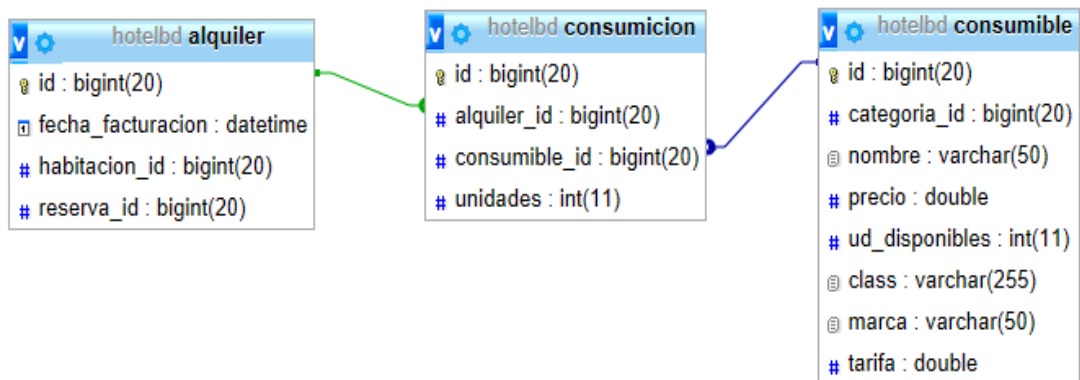 hotelbd alquiler
id : bigint(20)
fecha_facturacion : datetime
# habitacion_id : bigint(20)
# reserva_id : bigint(20)
hotelbd consumicion
id : bigint(20)
# alquiler_id : bigint(20)
# consumible_id : bigint(20)
# unidades : int(11)
hotelbd consumible
id : bigint(20)
# categoria_id : bigint(20)
nombre : varchar(50)
# precio : double
# ud_disponibles : int(11)
class : varchar(255)
marca : varchar(50)
# tarifa : double